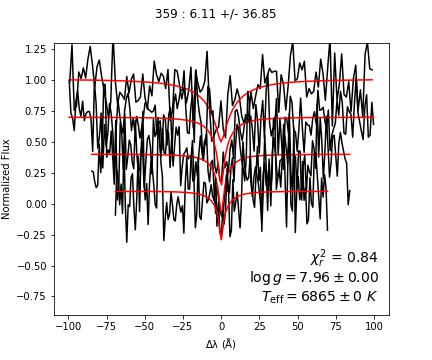 359 : 6.11 +/- 36.85
1.25
1.00
0.75
0.50
0.25
0.00
−0.25
−0.50
−0.75
Normalized Flux
χ²ᵣ = 0.84
log g = 7.96 ± 0.00
T_eff = 6865 ± 0 K
−100 −75 −50 −25 0 25 50 75 100
Δλ (Å)